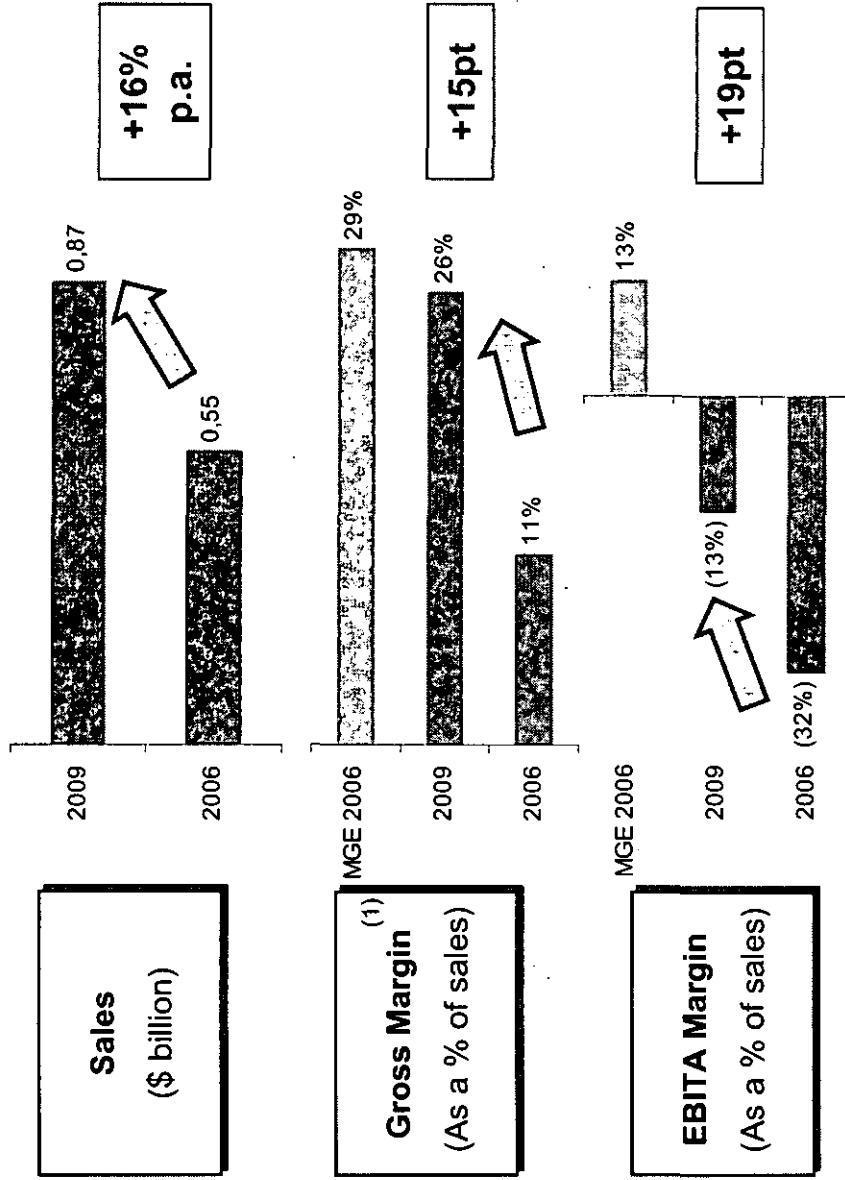 Sales
($ billion)
2009
0,87
2006
0,55
+16%
p.a.
Gross Margin (1)
(As a % of sales)
MGE 2006
29%
2009
26%
2006
11%
+15pt
EBITA Margin
(As a % of sales)
MGE 2006
13%
2009
(13%)
2006
(32%)
+19pt